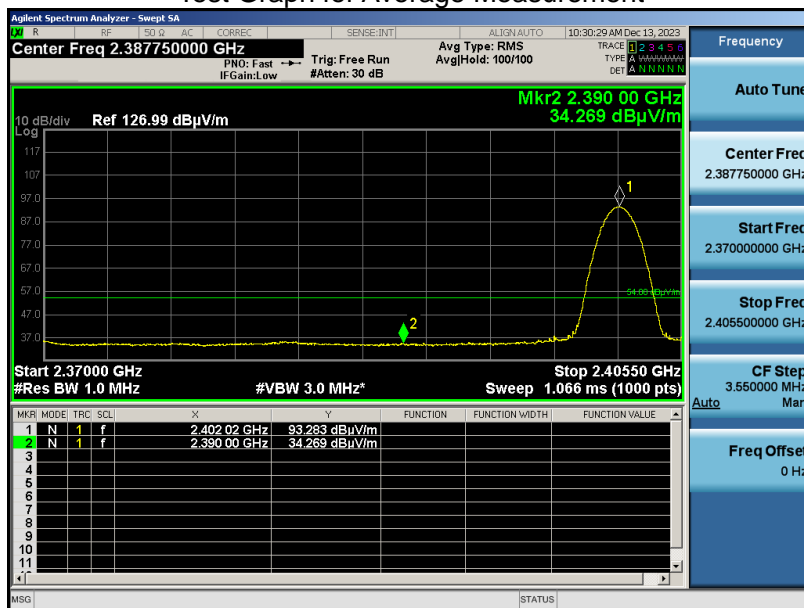 Test Graph for Average Measurement
Agilent Spectrum Analyzer - Swept SA
R RF 50 Ω AC CORREC SENSE:INT ALIGN AUTO 10:30:29 AM Dec 13, 2023
Center Freq 2.387750000 GHz
PNO: Fast
IFGain:Low
Trig: Free Run
#Atten: 30 dB
Avg Type: RMS
Avg|Hold: 100/100
TRACE 1 2 3 4 5 6
TYPE A WWWWW
DET A N N N N N
Mkr2 2.390 00 GHz
34.269 dBµV/m
10 dB/div Ref 126.99 dBµV/m
Log
117
107
97.0
87.0
77.0
67.0
57.0
47.0
37.0
1
54.00 dBµV/m
2
Start 2.37000 GHz Stop 2.40550 GHz
#Res BW 1.0 MHz #VBW 3.0 MHz* Sweep 1.066 ms (1000 pts)
MKR MODE TRC SCL X Y FUNCTION FUNCTION WIDTH FUNCTION VALUE
1 N 1 f 2.402 02 GHz 93.283 dBµV/m
2 N 1 f 2.390 00 GHz 34.269 dBµV/m
3
4
5
6
7
8
9
10
11
MSG STATUS
Frequency
Auto Tune
Center Freq
2.387750000 GHz
Start Freq
2.370000000 GHz
Stop Freq
2.405500000 GHz
CF Step
3.550000 MHz
Auto Man
Freq Offset
0 Hz